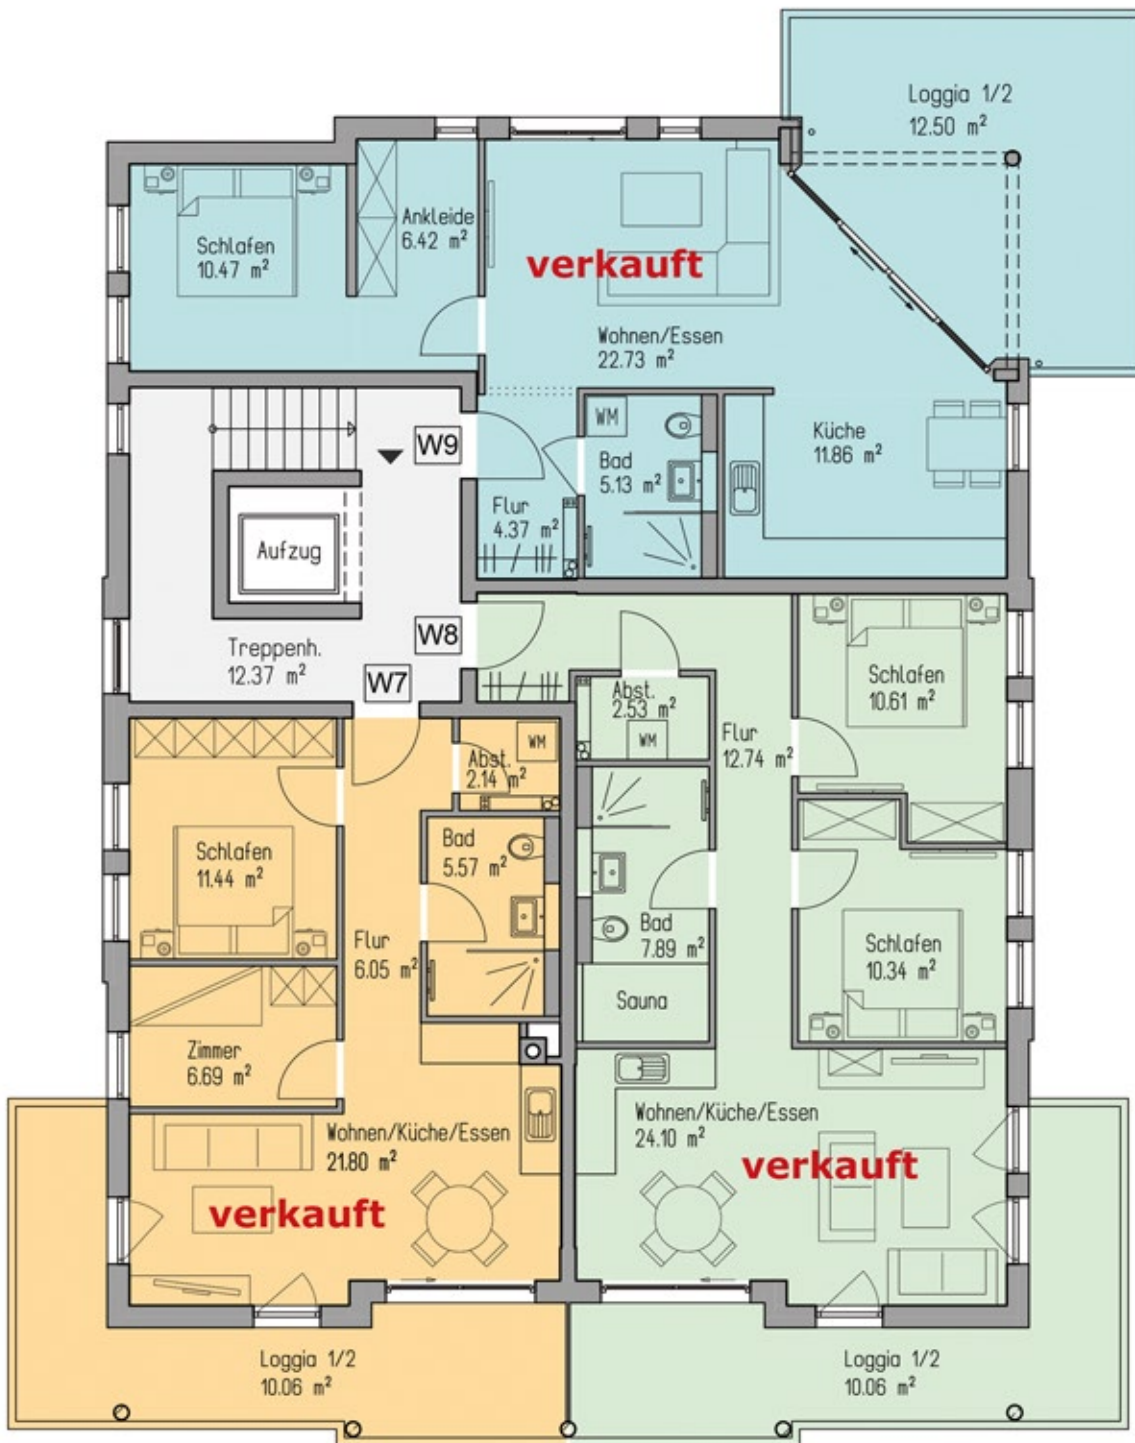 Loggia 1/2
12.50 m²
Ankleide
6.42 m²
Schlafen
10.47 m²
verkauft
Wohnen/Essen
22.73 m²
WM
W9
Küche
11.86 m²
Bad
5.13 m²
Flur
4.37 m²
Aufzug
W8
Treppenh.
12.37 m²
W7
Abst.
2.53 m²
WM
Schlafen
10.61 m²
Flur
12.74 m²
WM
Abst.
2.14 m²
Bad
5.57 m²
Schlafen
11.44 m²
Flur
6.05 m²
Bad
7.89 m²
Schlafen
10.34 m²
Sauna
Zimmer
6.69 m²
Wohnen/Küche/Essen
21.80 m²
verkauft
Wohnen/Küche/Essen
24.10 m²
verkauft
Loggia 1/2
10.06 m²
Loggia 1/2
10.06 m²